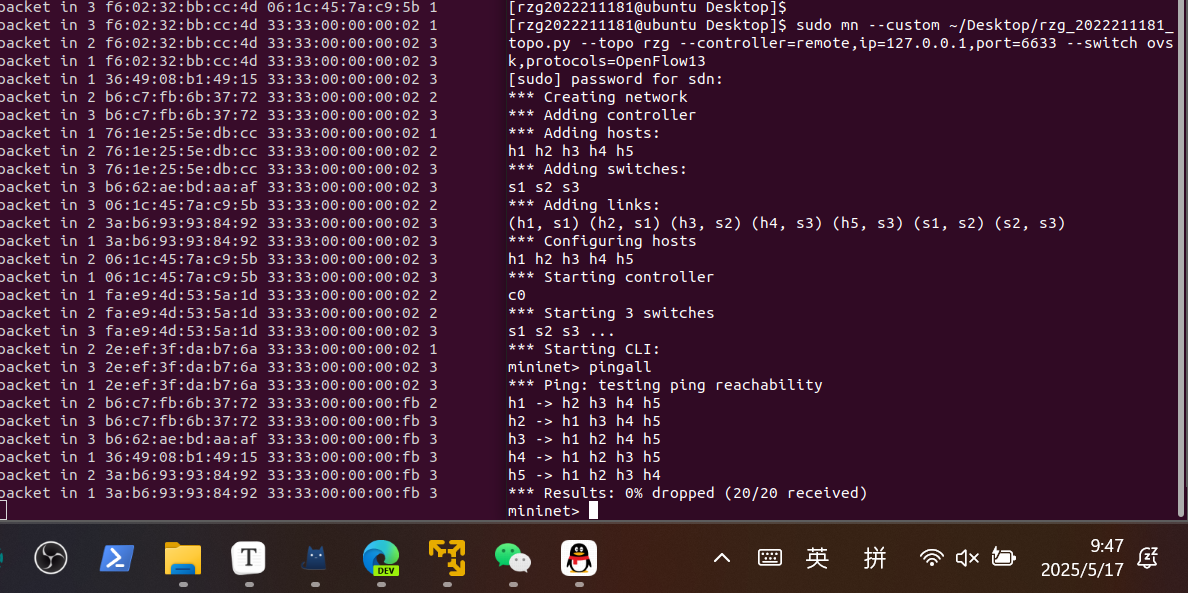 packet in 3 f6:02:32:bb:cc:4d 06:1c:45:7a:c9:5b 1
packet in 1 f6:02:32:bb:cc:4d 33:33:00:00:00:02 1
packet in 2 f6:02:32:bb:cc:4d 33:33:00:00:00:02 3
packet in 1 f6:02:32:bb:cc:4d 33:33:00:00:00:02 3
packet in 1 36:49:08:b1:49:15 33:33:00:00:00:02 3
packet in 2 b6:c7:fb:6b:37:72 33:33:00:00:00:02 2
packet in 3 b6:c7:fb:6b:37:72 33:33:00:00:00:02 3
packet in 1 76:1e:25:5e:db:cc 33:33:00:00:00:02 1
packet in 2 76:1e:25:5e:db:cc 33:33:00:00:00:02 2
packet in 3 76:1e:25:5e:db:cc 33:33:00:00:00:02 3
packet in 3 b6:62:ae:bd:aa:af 33:33:00:00:00:02 3
packet in 3 06:1c:45:7a:c9:5b 33:33:00:00:00:02 2
packet in 2 3a:b6:93:93:84:92 33:33:00:00:00:02 3
packet in 1 3a:b6:93:93:84:92 33:33:00:00:00:02 3
packet in 2 06:1c:45:7a:c9:5b 33:33:00:00:00:02 3
packet in 1 06:1c:45:7a:c9:5b 33:33:00:00:00:02 3
packet in 1 fa:e9:4d:53:5a:1d 33:33:00:00:00:02 2
packet in 2 fa:e9:4d:53:5a:1d 33:33:00:00:00:02 2
packet in 3 fa:e9:4d:53:5a:1d 33:33:00:00:00:02 3
packet in 2 2e:ef:3f:da:b7:6a 33:33:00:00:00:02 1
packet in 3 2e:ef:3f:da:b7:6a 33:33:00:00:00:02 3
packet in 1 2e:ef:3f:da:b7:6a 33:33:00:00:00:02 3
packet in 2 b6:c7:fb:6b:37:72 33:33:00:00:00:fb 2
packet in 3 b6:c7:fb:6b:37:72 33:33:00:00:00:fb 3
packet in 3 b6:62:ae:bd:aa:af 33:33:00:00:00:fb 3
packet in 1 36:49:08:b1:49:15 33:33:00:00:00:fb 3
packet in 2 3a:b6:93:93:84:92 33:33:00:00:00:fb 3
packet in 1 3a:b6:93:93:84:92 33:33:00:00:00:fb 3
[rzg2022211181@ubuntu Desktop]$
[rzg2022211181@ubuntu Desktop]$ sudo mn --custom ~/Desktop/rzg_2022211181_
topo.py --topo rzg --controller=remote,ip=127.0.0.1,port=6633 --switch ovs
k,protocols=OpenFlow13
[sudo] password for sdn:
*** Creating network
*** Adding controller
*** Adding hosts:
h1 h2 h3 h4 h5
*** Adding switches:
s1 s2 s3
*** Adding links:
(h1, s1) (h2, s1) (h3, s2) (h4, s3) (h5, s3) (s1, s2) (s2, s3)
*** Configuring hosts
h1 h2 h3 h4 h5
*** Starting controller
c0
*** Starting 3 switches
s1 s2 s3 ...
*** Starting CLI:
mininet> pingall
*** Ping: testing ping reachability
h1 -> h2 h3 h4 h5
h2 -> h1 h3 h4 h5
h3 -> h1 h2 h4 h5
h4 -> h1 h2 h3 h5
h5 -> h1 h2 h3 h4
*** Results: 0% dropped (20/20 received)
mininet>
T
DEV
英
拼
9:47
2025/5/17